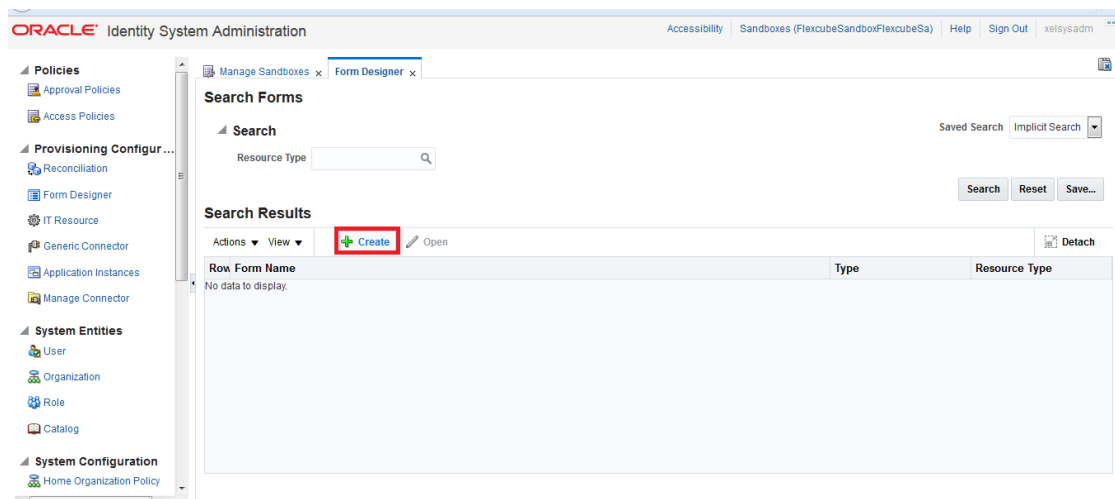 ORACLE® Identity System Administration
Accessibility Sandboxes (FlexcubeSandboxFlexcubeSa) Help Sign Out xelsysadm
Policies
Approval Policies
Access Policies
Provisioning Configur...
Reconciliation
Form Designer
IT Resource
Generic Connector
Application Instances
Manage Connector
System Entities
User
Organization
Role
Catalog
System Configuration
Home Organization Policy
Manage Sandboxes x Form Designer x
Search Forms
Search
Saved Search Implicit Search
Resource Type
Search Reset Save...
Search Results
Actions View Create Open Detach
Row Form Name Type Resource Type
No data to display.